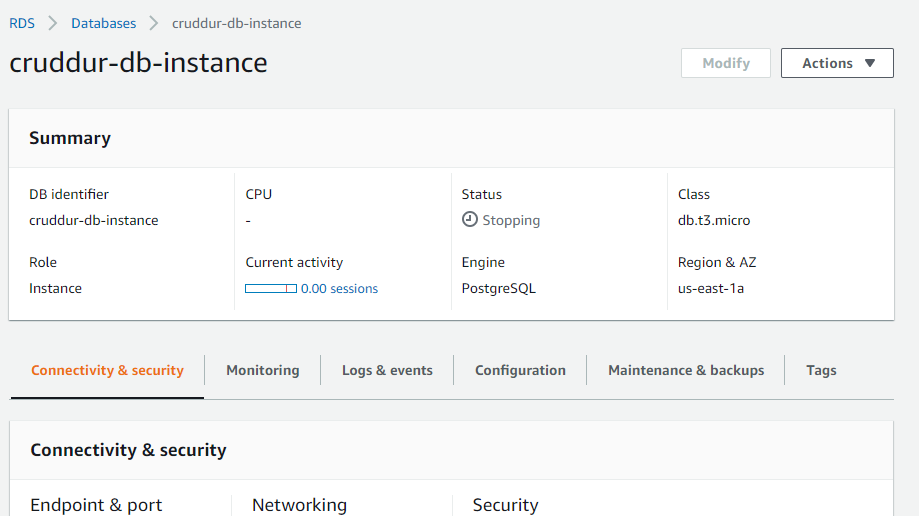 RDS Databases cruddur-db-instance
cruddur-db-instance
Modify Actions
Summary
DB identifier CPU Status Class
cruddur-db-instance - Stopping db.t3.micro
Role Current activity Engine Region & AZ
Instance 0.00 sessions PostgreSQL us-east-1a
Connectivity & security Monitoring Logs & events Configuration Maintenance & backups Tags
Connectivity & security
Endpoint & port Networking Security